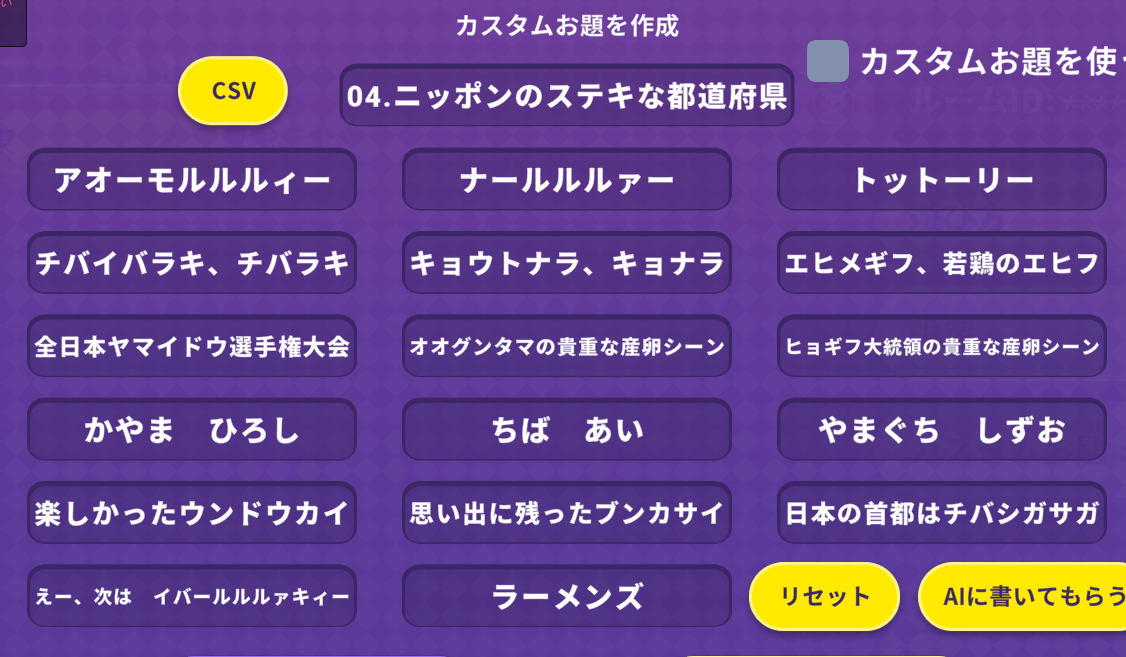 い
カスタムお題を作成
CSV
04.ニッポンのステキな都道府県
カスタムお題を使
アオーモルルルィー
ナールルルァー
トットーリー
チバイバラキ、チバラキ
キョウトナラ、キョナラ
エヒメギフ、若鶏のエヒフ
全日本ヤマイドウ選手権大会
オオグンタマの貴重な産卵シーン
ヒョギフ大統領の貴重な産卵シーン
かやま　ひろし
ちば　あい
やまぐち　しずお
楽しかったウンドウカイ
思い出に残ったブンカサイ
日本の首都はチバシガサガ
えー、次は　イバールルルァキィー
ラーメンズ
リセット
AIに書いてもらう